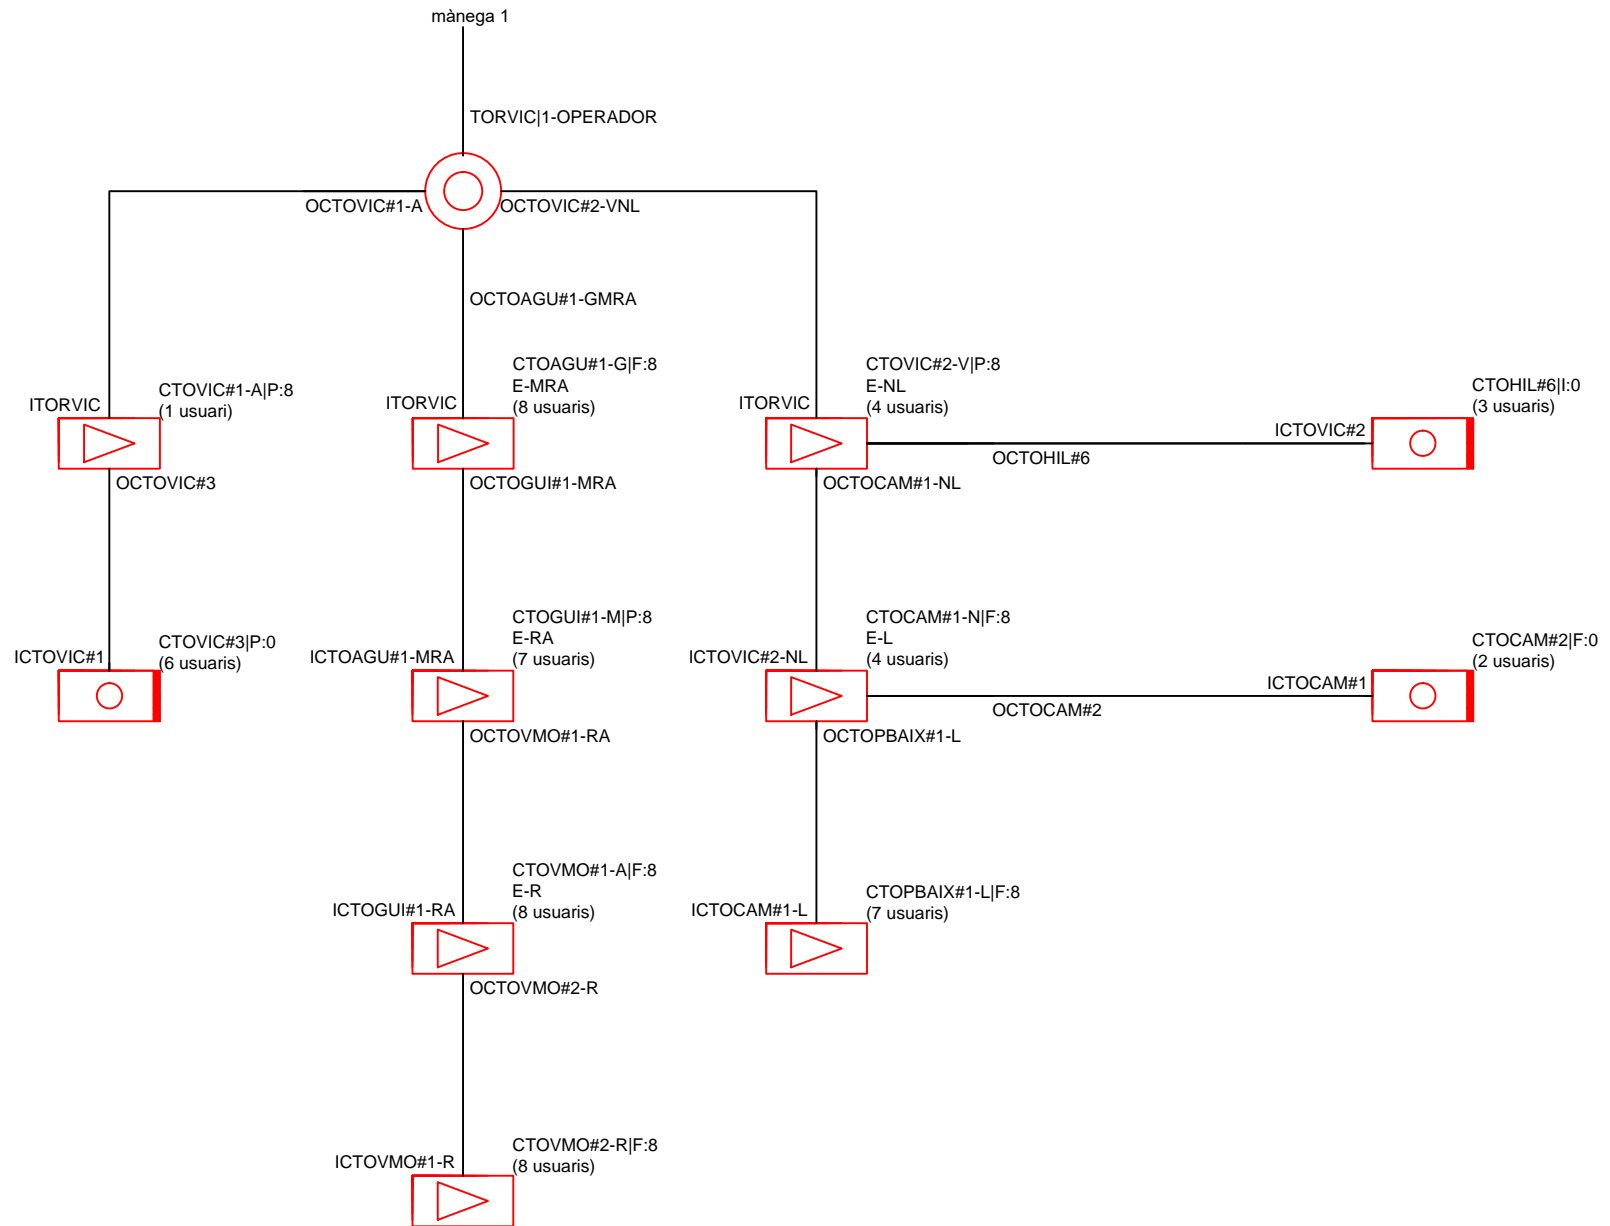 mànega 1
TORVIC|1-OPERADOR
OCTOVIC#1-A
OCTOVIC#2-VNL
OCTOAGU#1-GMRA
ITORVIC
CTOVIC#1-A|P:8
(1 usuari)
ITORVIC
CTOAGU#1-G|F:8
E-MRA
(8 usuaris)
ITORVIC
CTOVIC#2-V|P:8
E-NL
(4 usuaris)
ICTOVIC#2
CTOHIL#6|I:0
(3 usuaris)
OCTOHIL#6
OCTOVIC#3
OCTOGUI#1-MRA
OCTOCAM#1-NL
ICTOVIC#1
CTOVIC#3|P:0
(6 usuaris)
ICTOAGU#1-MRA
CTOGUI#1-M|P:8
E-RA
(7 usuaris)
ICTOVIC#2-NL
CTOCAM#1-N|F:8
E-L
(4 usuaris)
ICTOCAM#1
CTOCAM#2|F:0
(2 usuaris)
OCTOCAM#2
OCTOVMO#1-RA
OCTOPBAIX#1-L
ICTOGUI#1-RA
CTOVMO#1-A|F:8
E-R
(8 usuaris)
ICTOCAM#1-L
CTOPBAIX#1-L|F:8
(7 usuaris)
OCTOVMO#2-R
ICTOVMO#1-R
CTOVMO#2-R|F:8
(8 usuaris)